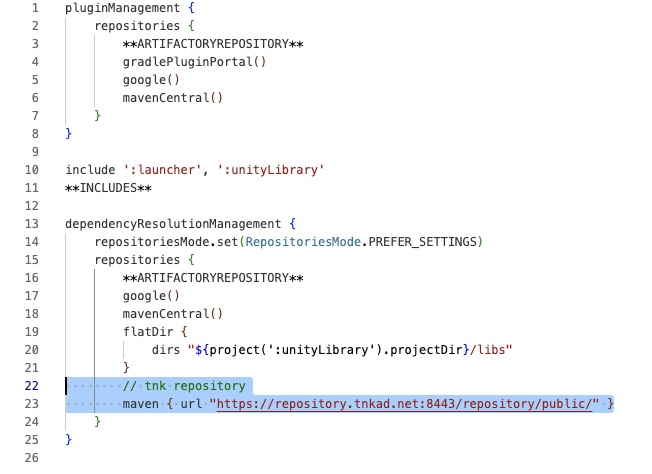 1 pluginManagement {
2     repositories {
3         **ARTIFACTORYREPOSITORY**
4         gradlePluginPortal()
5         google()
6         mavenCentral()
7     }
8 }
9
10 include ':launcher', ':unityLibrary'
11 **INCLUDES**
12
13 dependencyResolutionManagement {
14     repositoriesMode.set(RepositoriesMode.PREFER_SETTINGS)
15     repositories {
16         **ARTIFACTORYREPOSITORY**
17         google()
18         mavenCentral()
19         flatDir {
20             dirs "${project(':unityLibrary').projectDir}/libs"
21         }
22         // tnk repository
23         maven { url "https://repository.tnkad.net:8443/repository/public/" }
24     }
25 }
26